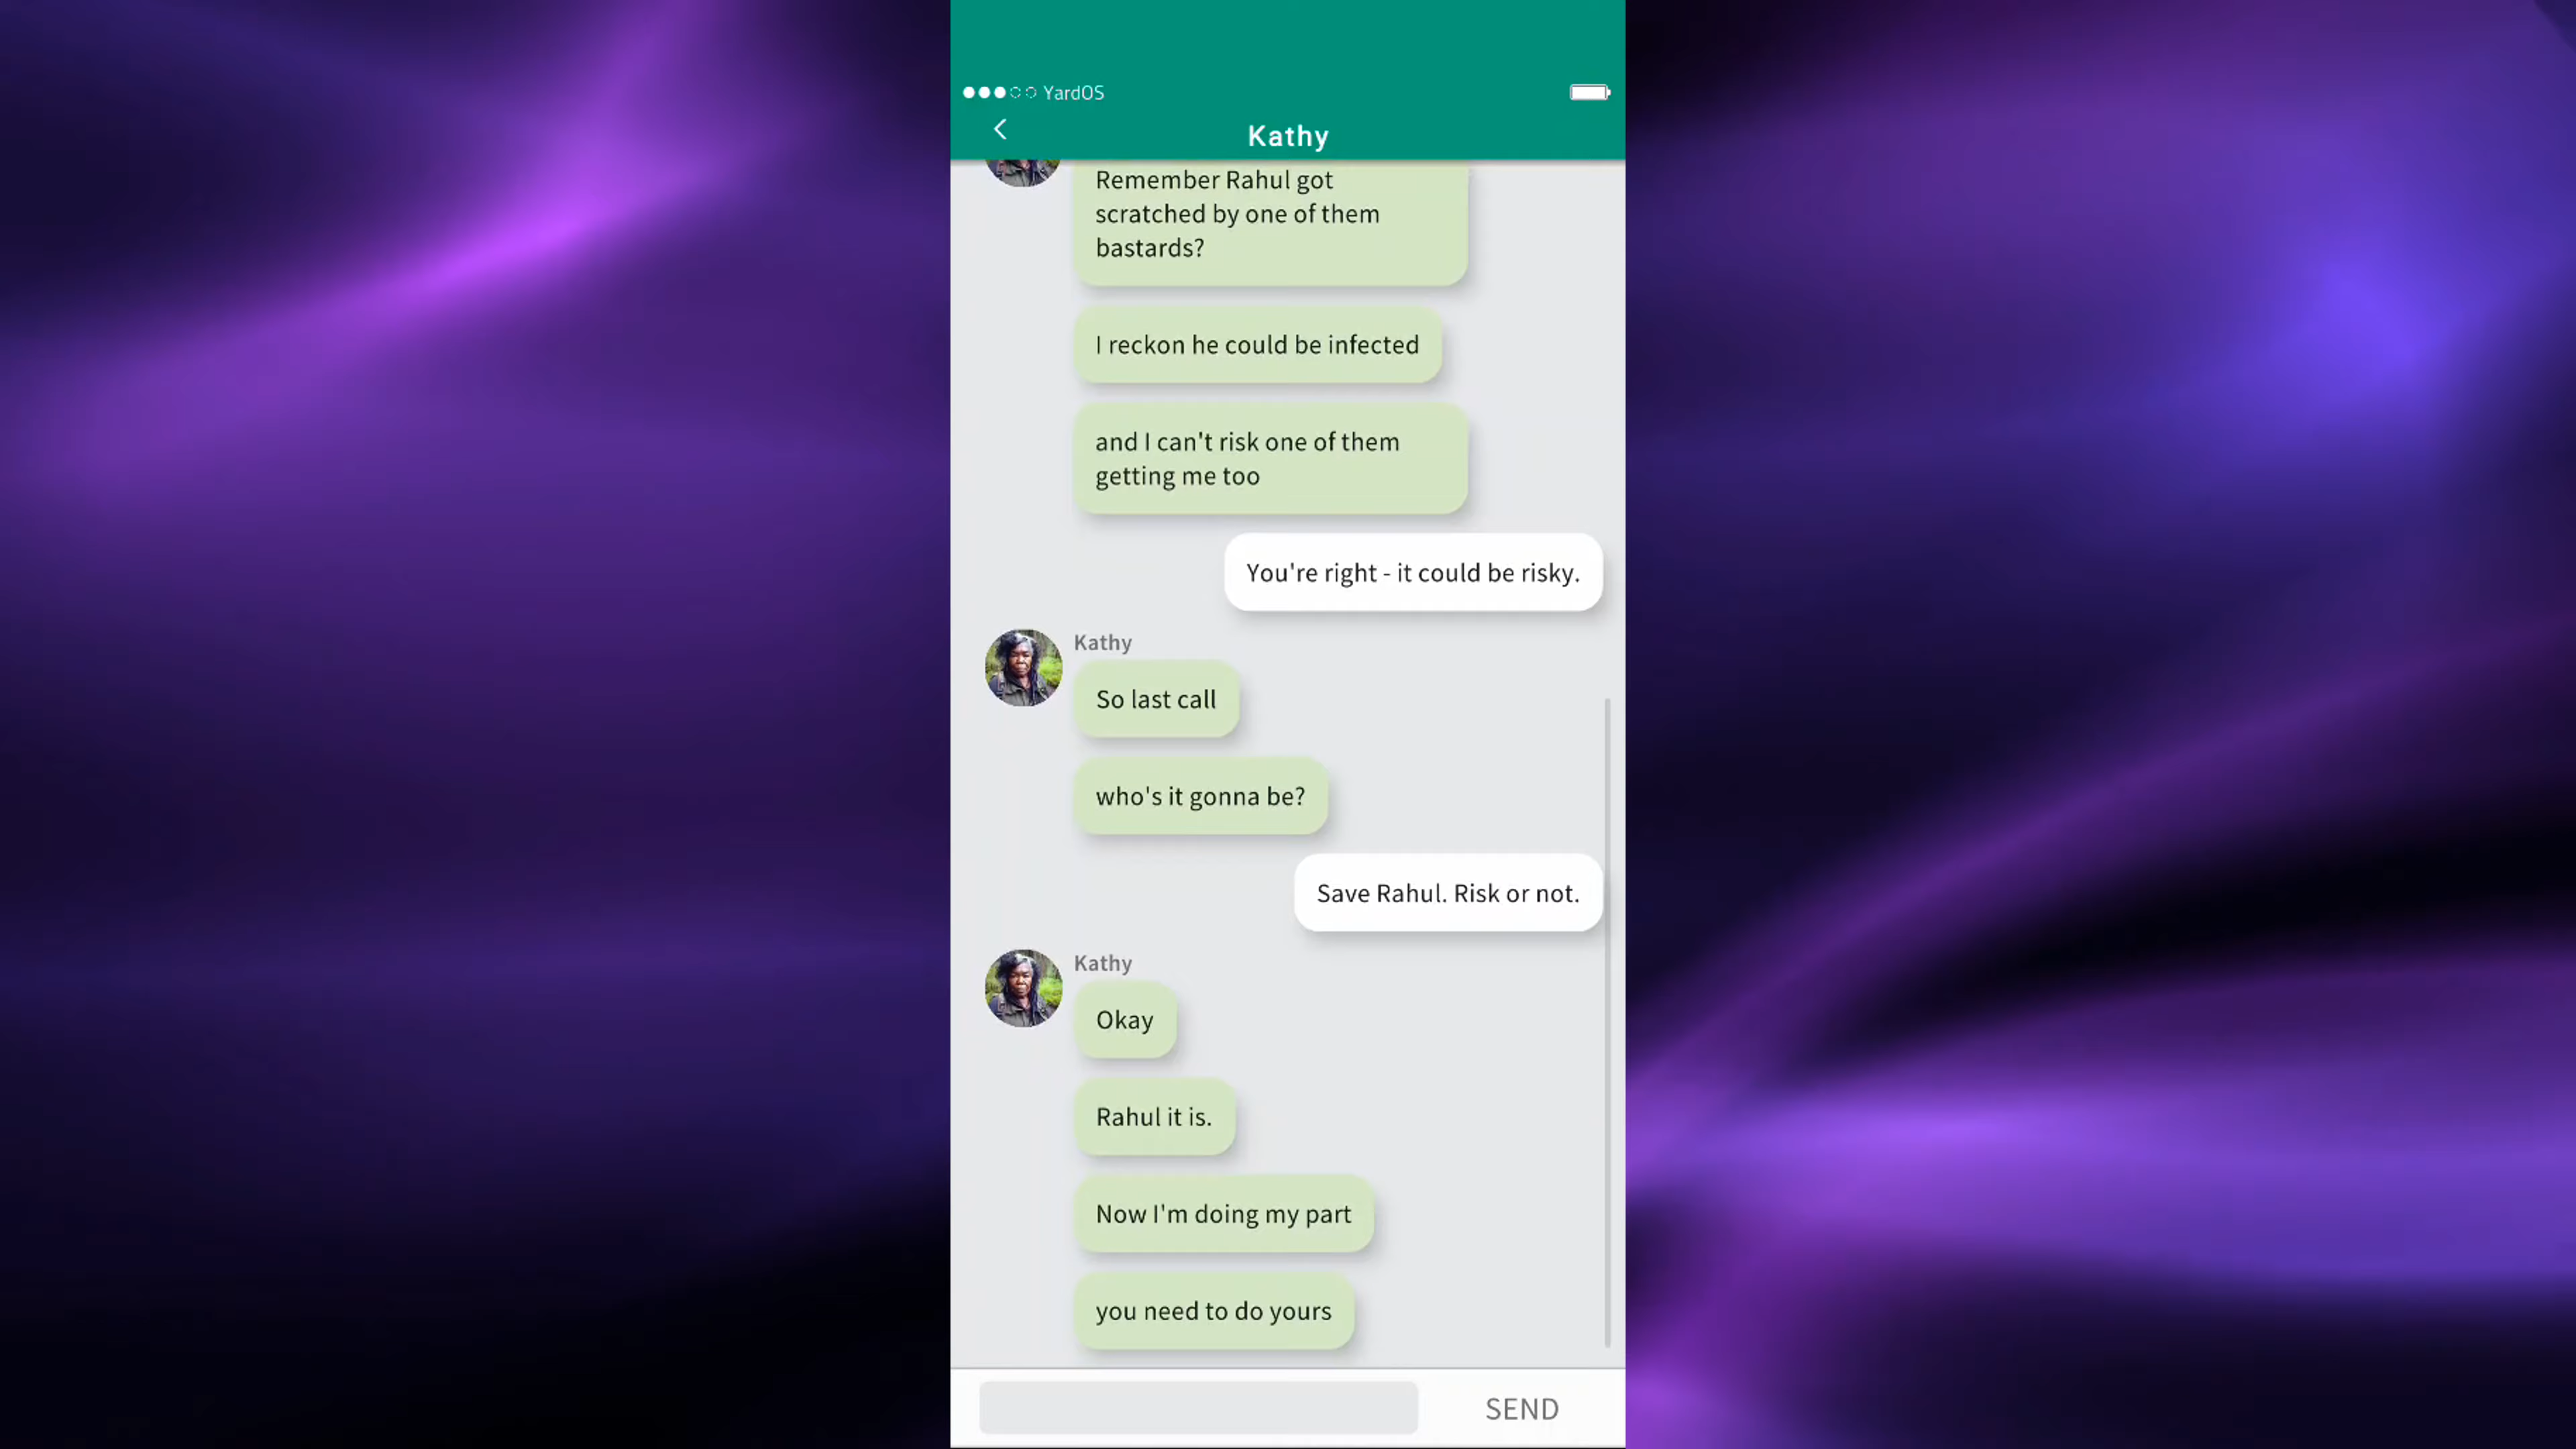 YardOS
Kathy
Remember Rahul got
scratched by one of them
bastards?
I reckon he could be infected
and I can't risk one of them
getting me too
You're right - it could be risky.
Kathy
So last call
who's it gonna be?
Save Rahul. Risk or not.
Kathy
Okay
Rahul it is.
Now I'm doing my part
you need to do yours
SEND